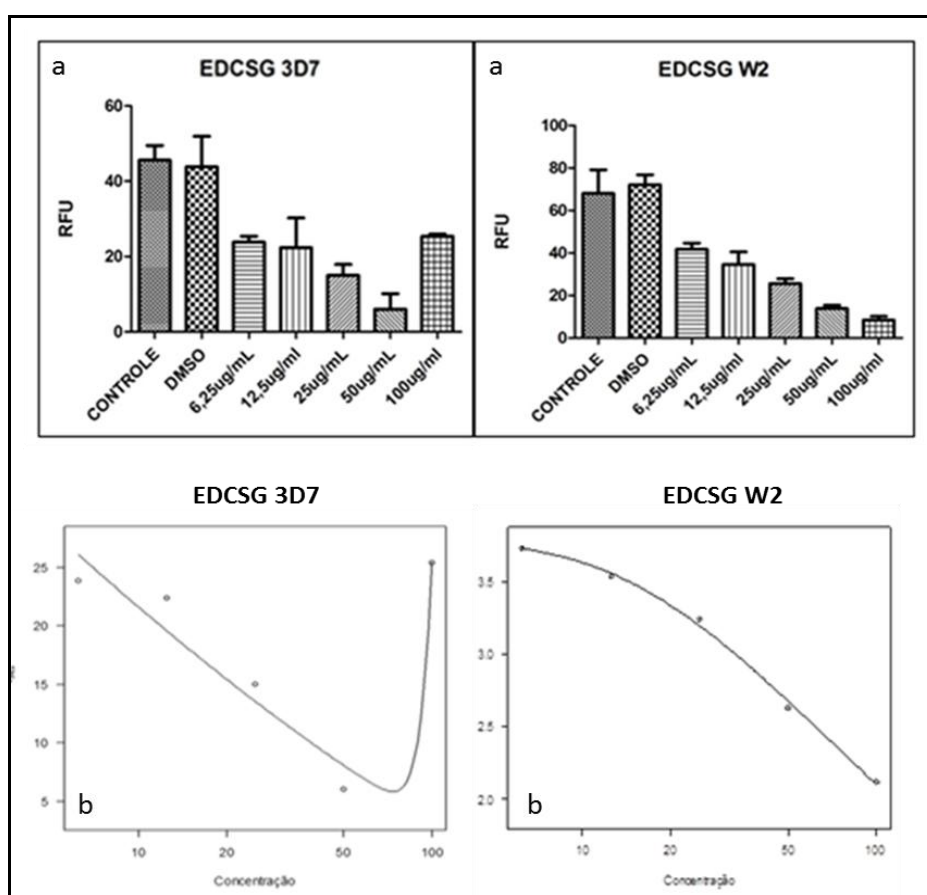 a
EDCSG 3D7
RFU
60
40
20
0
CONTROLE
DMSO
6,25ug/mL
12,5ug/ml
25ug/mL
50ug/mL
100ug/ml
a
EDCSG W2
RFU
100
80
60
40
20
0
CONTROLE
DMSO
6,25ug/mL
12,5ug/ml
25ug/mL
50ug/mL
100ug/ml
EDCSG 3D7
25
20
15
10
5
b
10
20
50
100
Concentração
EDCSG W2
3.5
3.0
2.5
2.0
b
10
20
50
100
Concentração